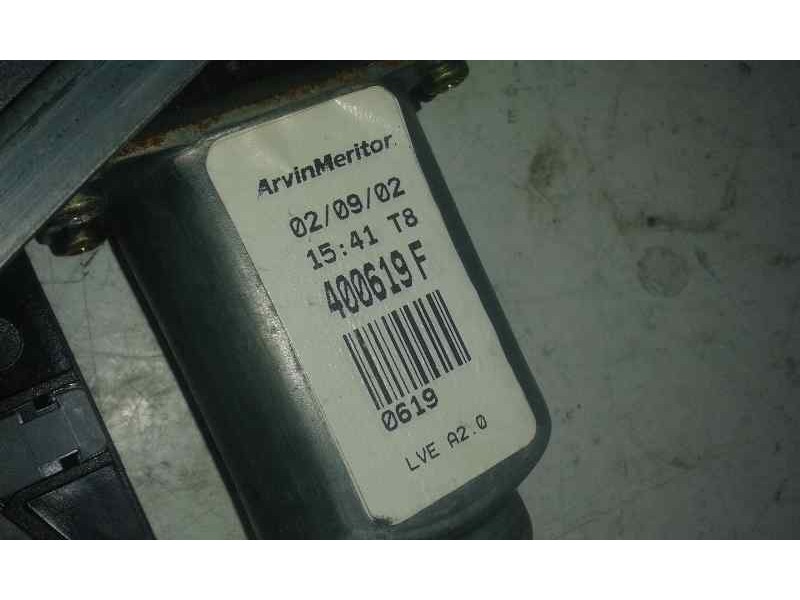 ArvinMeritor.
02/09/02
15:41 T8
400619 F
0619
LVE A2.0